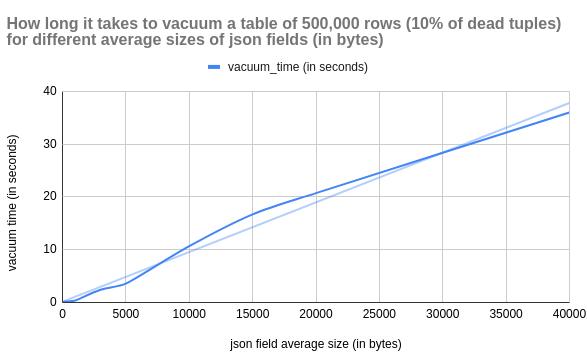 How long it takes to vacuum a table of 500,000 rows (10% of dead tuples)
for different average sizes of json fields (in bytes)
vacuum_time (in seconds)
vacuum time (in seconds)
40
30
20
10
0
0 5000 10000 15000 20000 25000 30000 35000 40000
json field average size (in bytes)